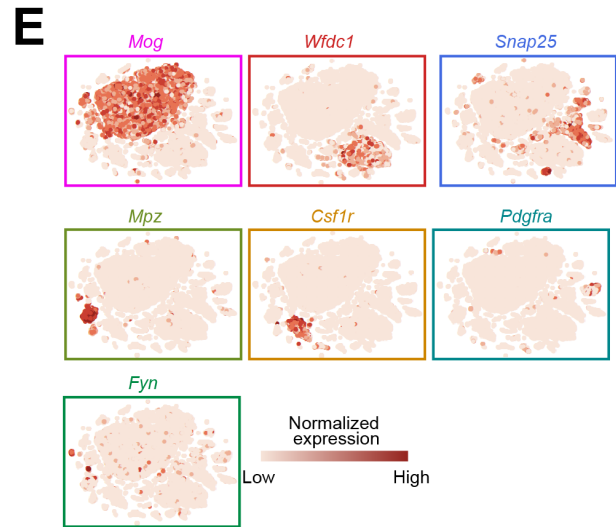 E
Mog
Wfdc1
Snap25
Mpz
Csf1r
Pdgfra
Fyn
Normalized
expression
Low
High